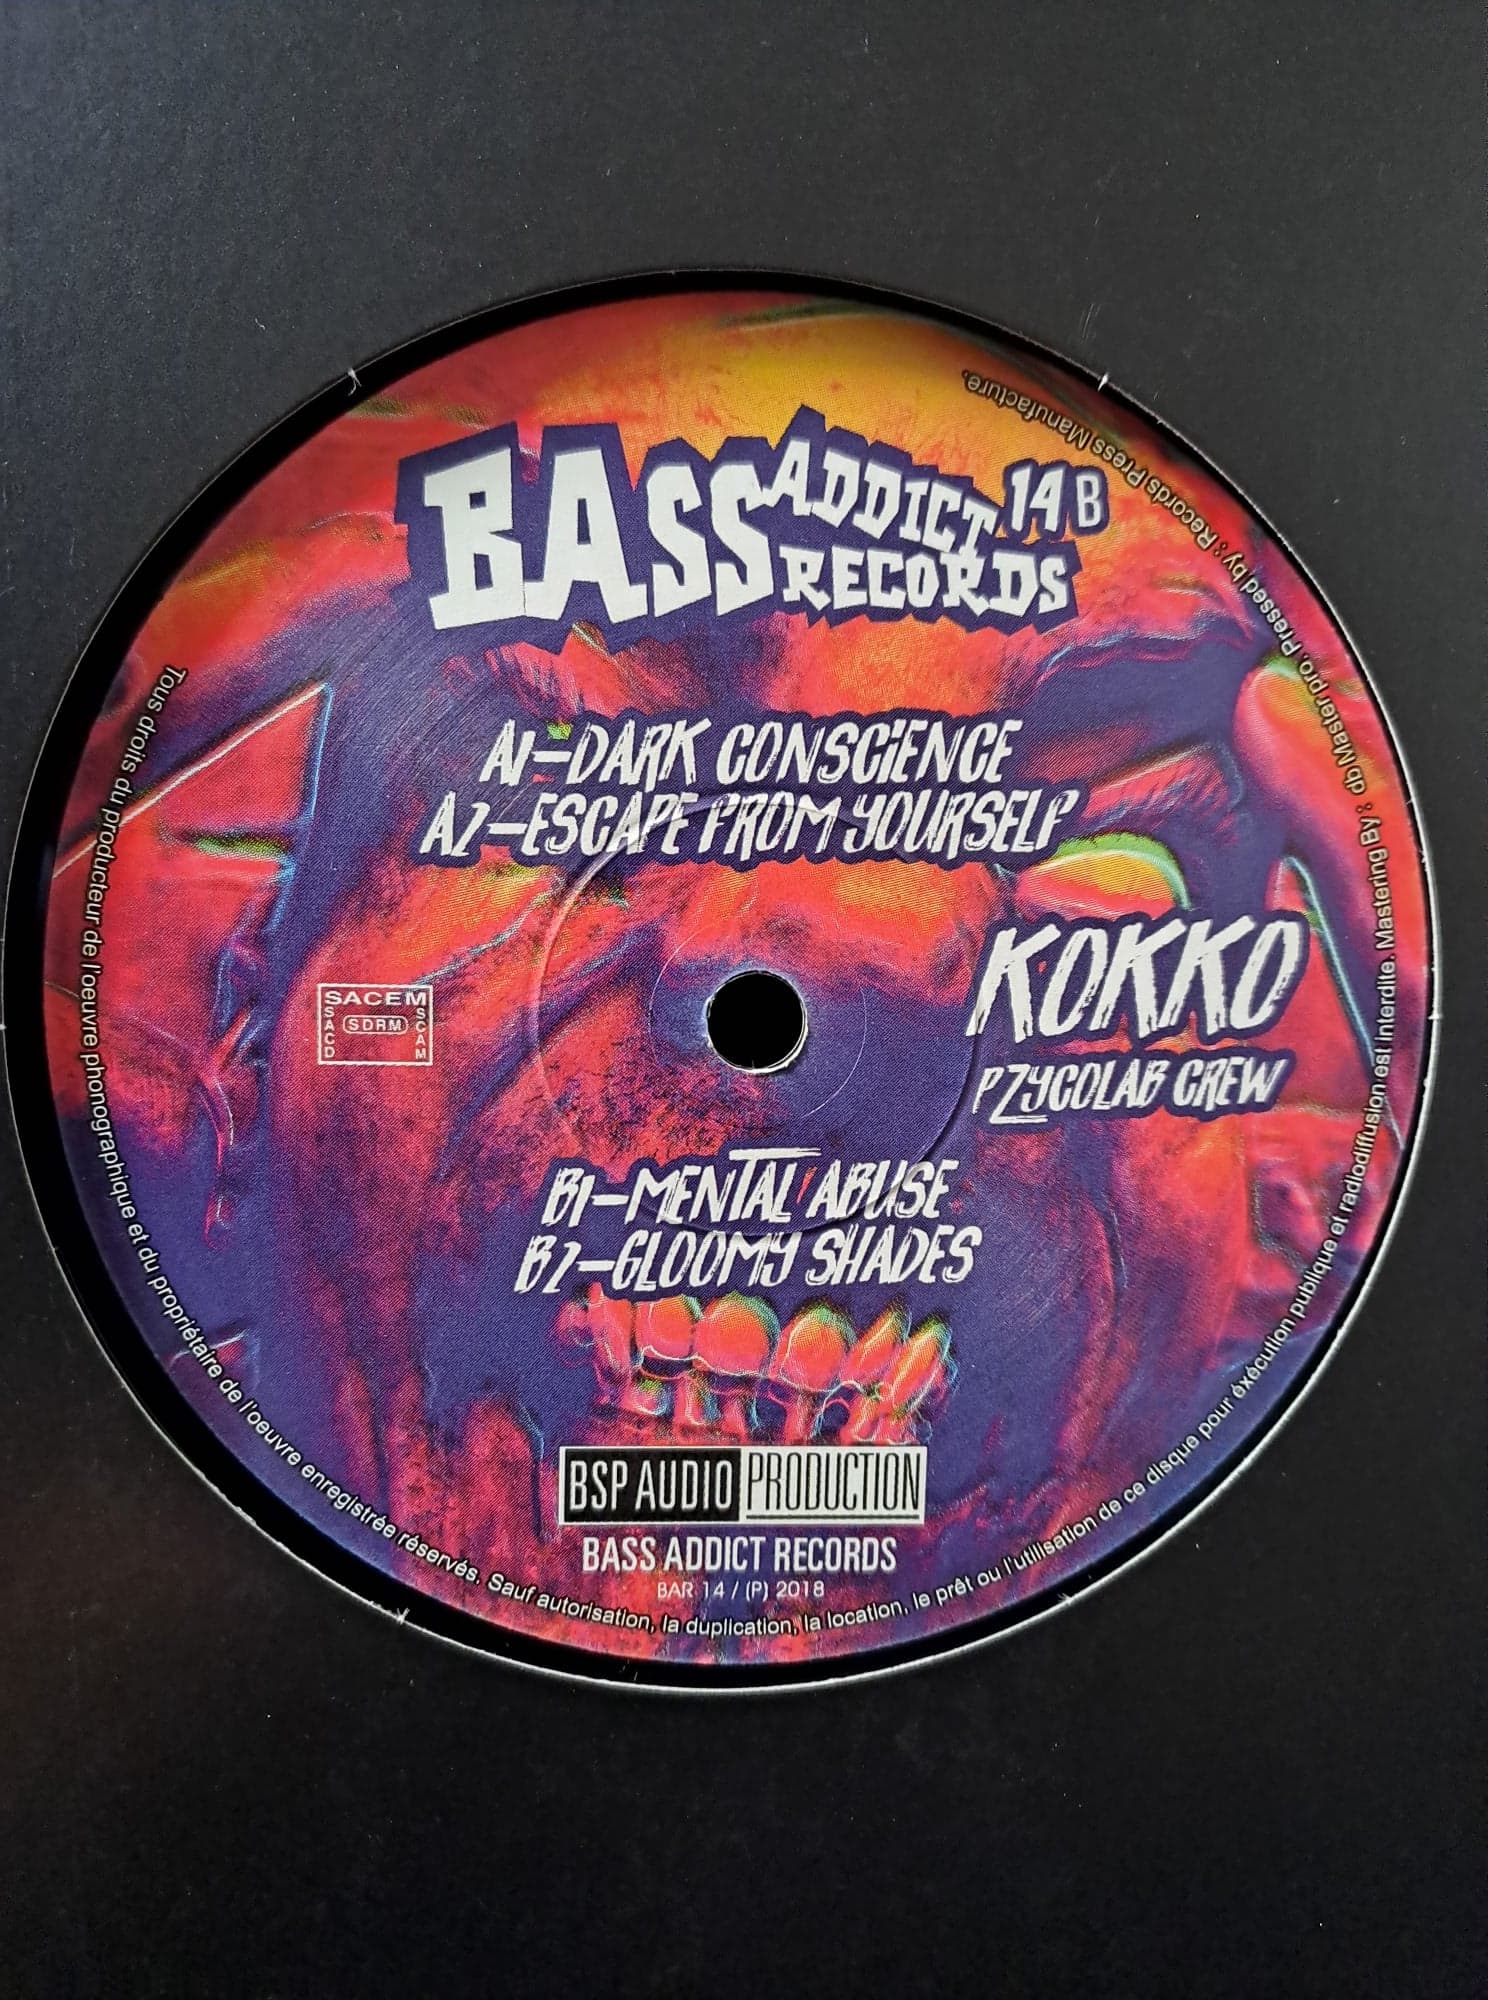 BASS ADDICT RECORDS 14 B
A1-DARK CONSCIENCE
A2-ESCAPE FROM YOURSELF
KOKKO
PZYCOLAB CREW
SACEM
SACD
SDRM
SCAM
B1-MENTAL ABUSE
B2-GLOOMY SHADES
BSP AUDIO PRODUCTION
BASS ADDICT RECORDS
BAR 14 / (P) 2018
Tous droits du producteur de l'oeuvre phonographique et du propriétaire de l'oeuvre enregistrée réservés. Sauf autorisation, la duplication, la location, le prêt ou l'utilisation de ce disque pour éxécution publique et radiodiffusion est interdite. Mastering By : db Master pro. Pressed by : Records Press Manufacture.